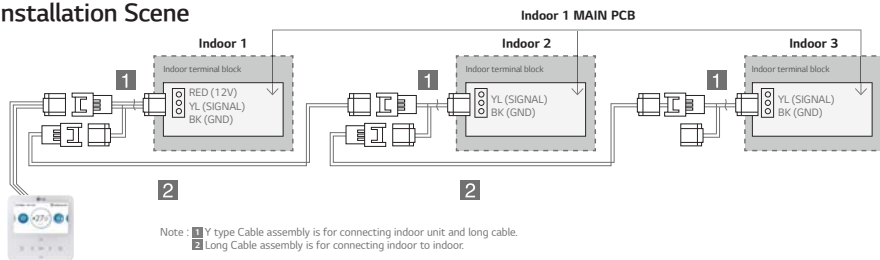 nstallation Scene
Indoor 1 MAIN PCB
Indoor 1
Indoor 2
Indoor 3
Indoor terminal block
Indoor terminal block
Indoor terminal block
1
1
1
RED (12V)
YL (SIGNAL)
BK (GND)
YL (SIGNAL)
BK (GND)
YL (SIGNAL)
BK (GND)
2
2
+27
Note : 1 Y type Cable assembly is for connecting indoor unit and long cable.
2 Long Cable assembly is for connecting indoor to indoor.